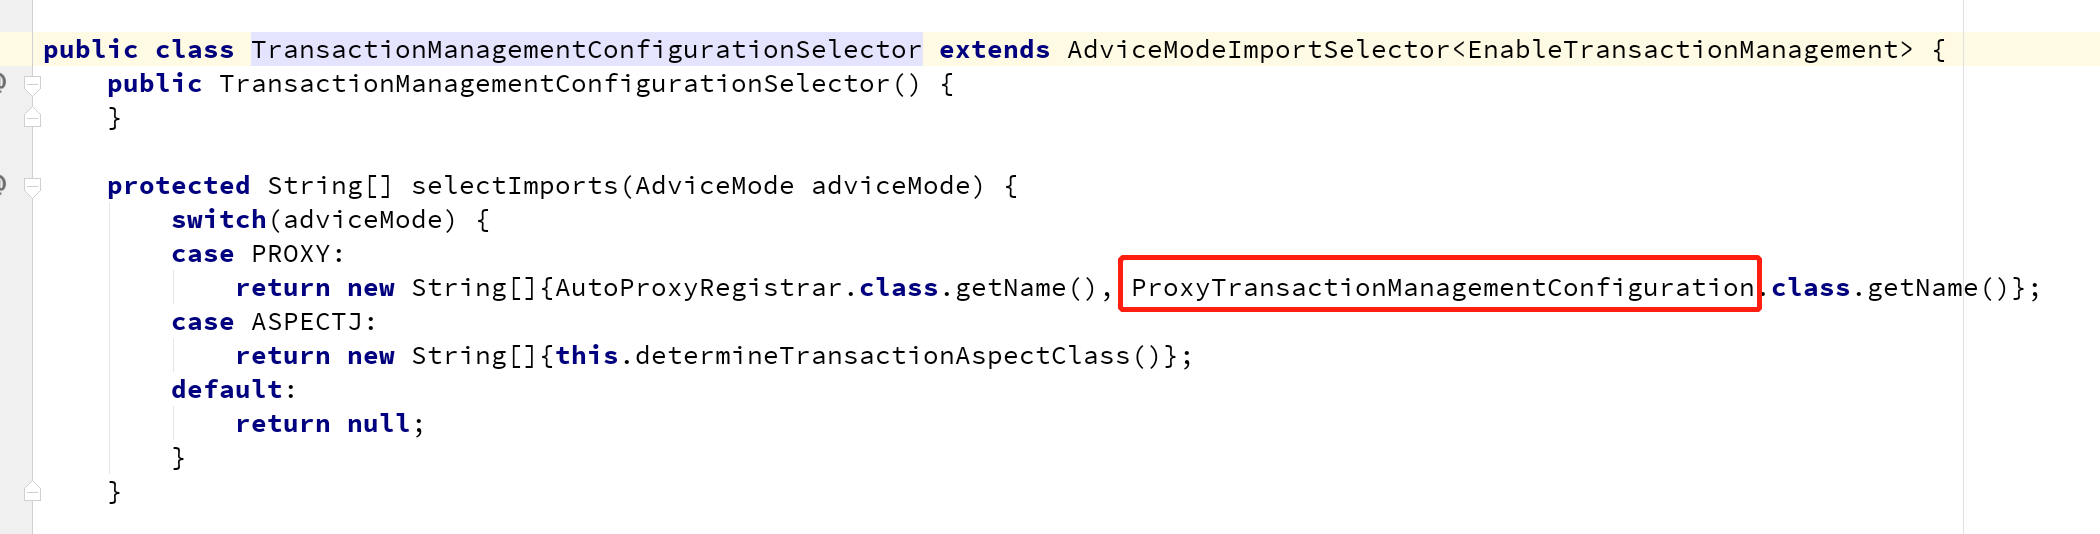 public class TransactionManagementConfigurationSelector extends AdviceModeImportSelector<EnableTransactionManagement> {
    public TransactionManagementConfigurationSelector() {
    }
    protected String[] selectImports(AdviceMode adviceMode) {
        switch(adviceMode) {
        case PROXY:
            return new String[]{AutoProxyRegistrar.class.getName(), ProxyTransactionManagementConfiguration.class.getName()};
        case ASPECTJ:
            return new String[]{this.determineTransactionAspectClass()};
        default:
            return null;
        }
    }